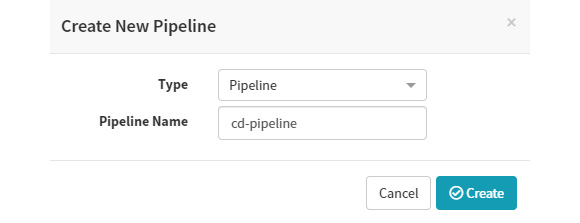 Create New Pipeline ×
Type Pipeline
Pipeline Name cd-pipeline
Cancel Create